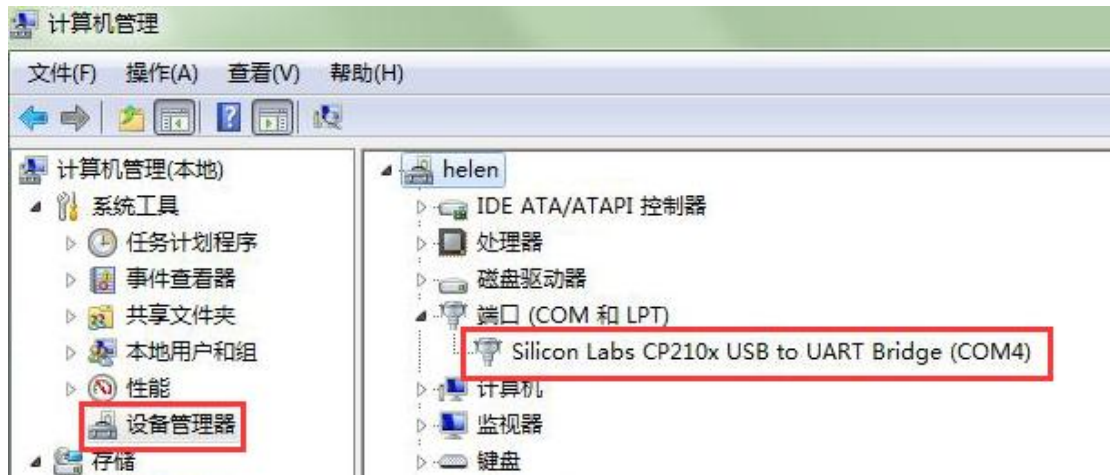 计算机管理
文件(F) 操作(A) 查看(V) 帮助(H)
计算机管理(本地)
系统工具
任务计划程序
事件查看器
共享文件夹
本地用户和组
性能
设备管理器
存储
helen
IDE ATA/ATAPI 控制器
处理器
磁盘驱动器
端口 (COM 和 LPT)
Silicon Labs CP210x USB to UART Bridge (COM4)
计算机
监视器
键盘